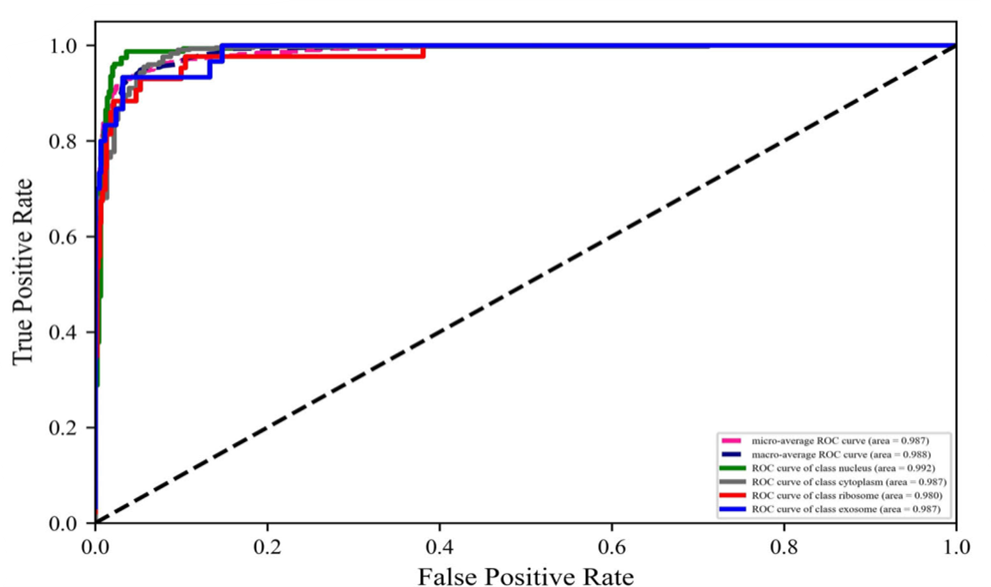 1.0
0.8
0.6
0.4
0.2
0.0
True Positive Rate
0.0 0.2 0.4 0.6 0.8 1.0
False Positive Rate
micro-average ROC curve (area = 0.987)
macro-average ROC curve (area = 0.988)
ROC curve of class nucleus (area = 0.992)
ROC curve of class cytoplasm (area = 0.987)
ROC curve of class ribosome (area = 0.980)
ROC curve of class exosome (area = 0.987)